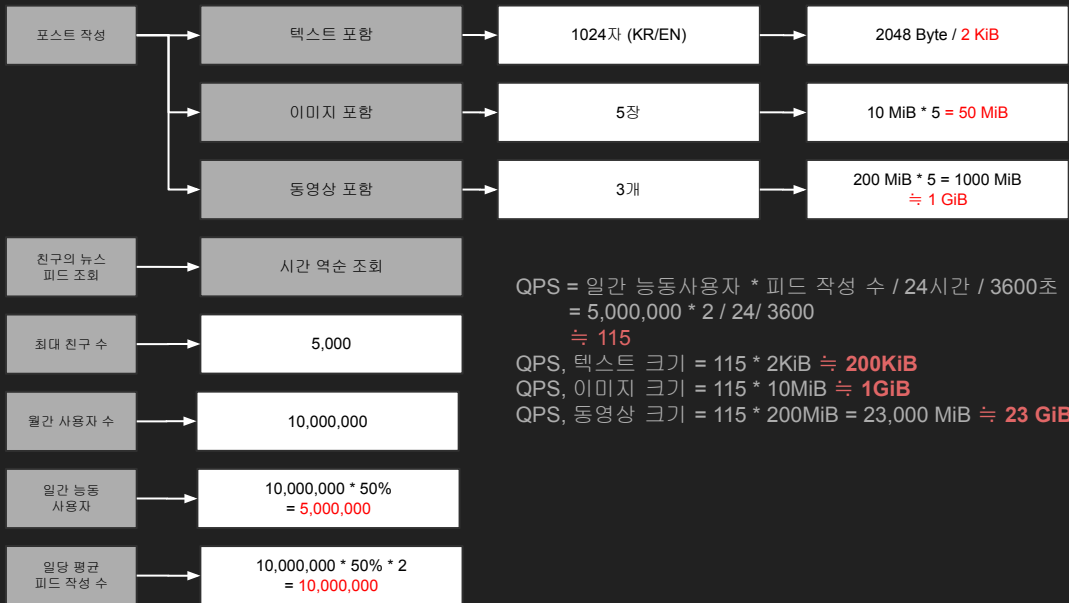 포스트 작성
텍스트 포함
1024자 (KR/EN)
2048 Byte / 2 KiB
이미지 포함
5장
10 MiB * 5 = 50 MiB
동영상 포함
3개
200 MiB * 5 = 1000 MiB
≒ 1 GiB
친구의 뉴스
피드 조회
시간 역순 조회
최대 친구 수
5,000
월간 사용자 수
10,000,000
일간 능동
사용자
10,000,000 * 50%
= 5,000,000
일당 평균
피드 작성 수
10,000,000 * 50% * 2
= 10,000,000
QPS = 일간 능동사용자 * 피드 작성 수 / 24시간 / 3600초
= 5,000,000 * 2 / 24/ 3600
≒ 115
QPS, 텍스트 크기 = 115 * 2KiB ≒ 200KiB
QPS, 이미지 크기 = 115 * 10MiB ≒ 1GiB
QPS, 동영상 크기 = 115 * 200MiB = 23,000 MiB ≒ 23 GiB